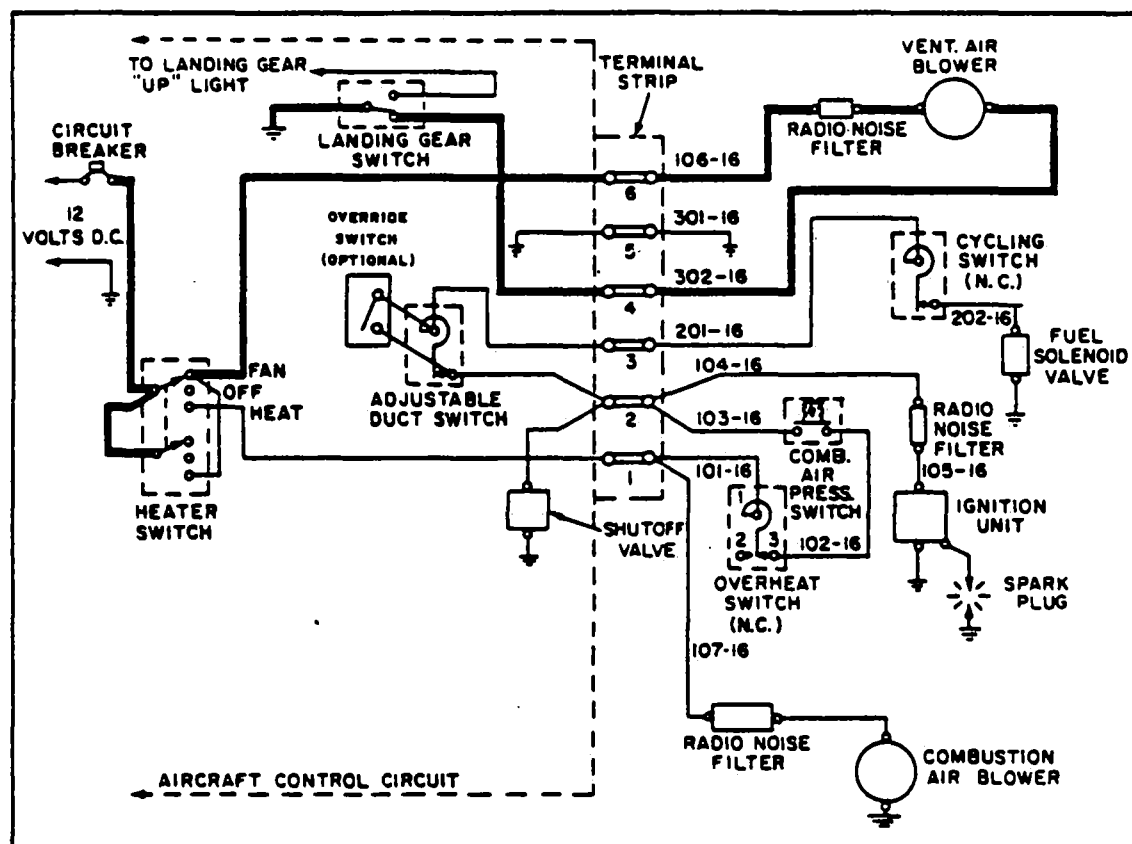 TO LANDING GEAR
"UP" LIGHT
TERMINAL
STRIP
VENT. AIR
BLOWER
CIRCUIT
BREAKER
LANDING GEAR
SWITCH
RADIO NOISE
FILTER
106-16
6
12
VOLTS D.C.
OVERRIDE
SWITCH
(OPTIONAL)
301-16
5
CYCLING
SWITCH
(N.C.)
302-16
4
202-16
201-16
3
FUEL
SOLENOID
VALVE
104-16
FAN
OFF
HEAT
ADJUSTABLE
DUCT SWITCH
2
103-16
RADIO
NOISE
FILTER
COMB.
AIR
PRESS.
SWITCH
101-16
1
105-16
HEATER
SWITCH
SHUTOFF
VALVE
1
2 3
102-16
IGNITION
UNIT
OVERHEAT
SWITCH
(N.C.)
SPARK
PLUG
107-16
RADIO NOISE
FILTER
COMBUSTION
AIR BLOWER
AIRCRAFT CONTROL CIRCUIT